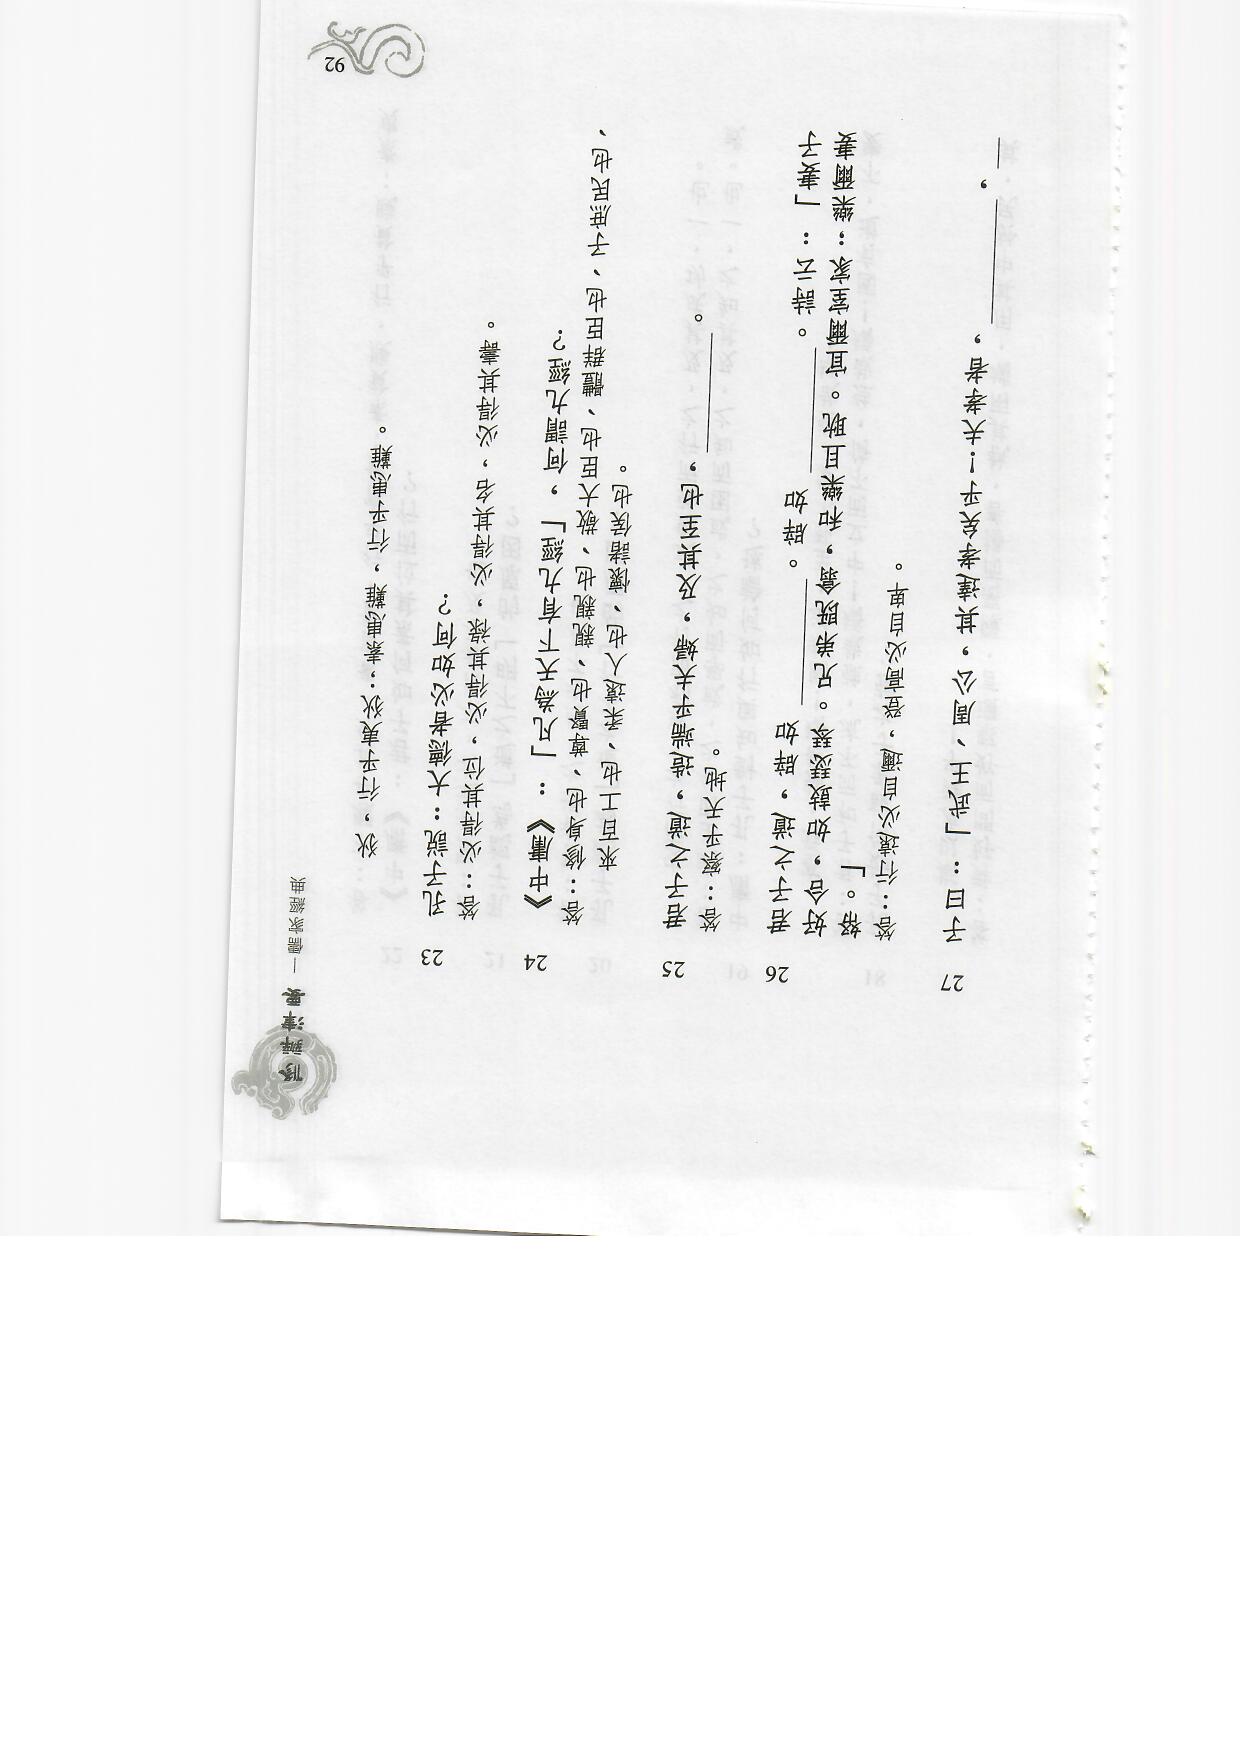 修辦津要
—儒家經典
狄，行乎夷狄；素患難，行乎患難。
23 孔子說：大德者必如何？
答：必得其位，必得其祿，必得其名，必得其壽。
24 《中庸》：「凡為天下有九經」，何謂九經？
答：修身也、尊賢也、親親也、敬大臣也、體群臣也、子庶民也、
來百工也、柔遠人也、懷諸侯也。
25 君子之道，造端乎夫婦，及其至也，＿＿＿＿。
答：察乎天地。
26 君子之道，辟如＿＿＿＿。辟如＿＿＿＿。詩云：「妻子
好合，如鼓瑟琴。兄弟既翕，和樂且耽。宜爾室家；樂爾妻
帑。」
答：行遠必自邇，登高必自卑。
27 子曰：「武王、周公，其達孝矣乎！夫孝者，＿＿＿＿，＿
92